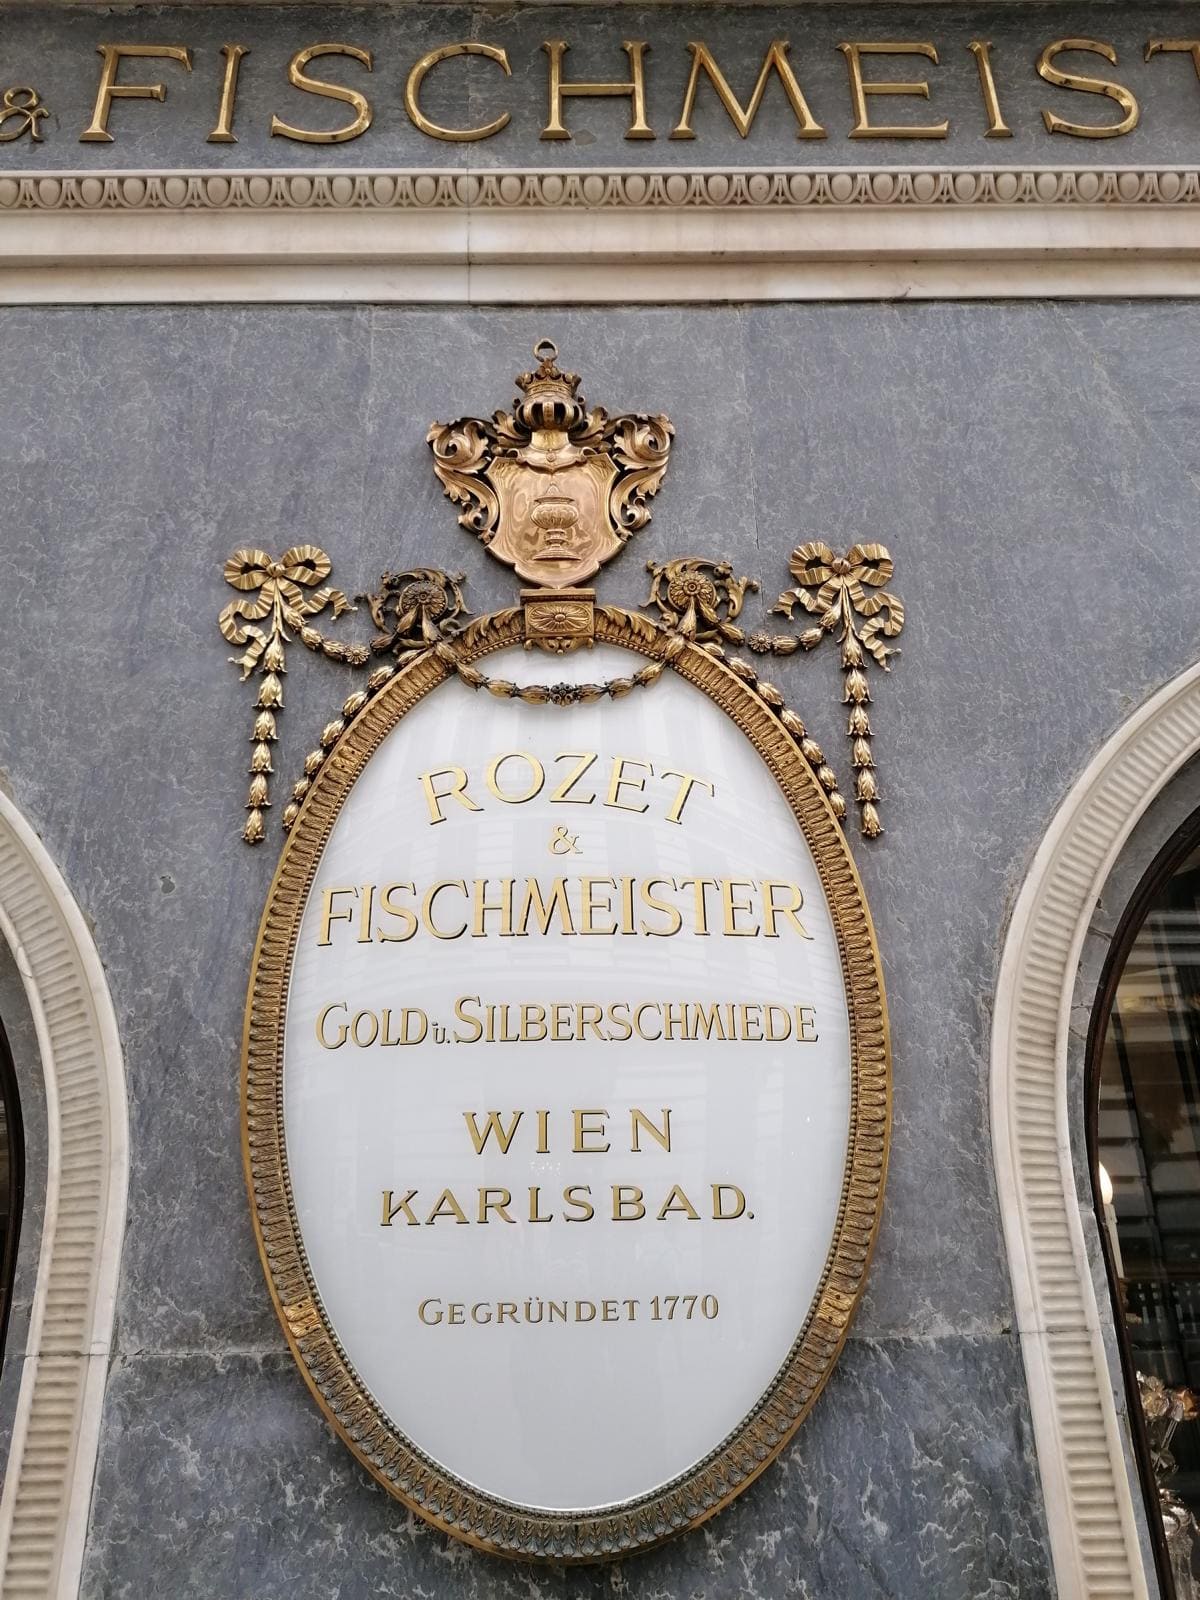 & FISCHMEIST
ROZET
&
FISCHMEISTER
GOLD u. SILBERSCHMIEDE
WIEN
KARLSBAD.
GEGRÜNDET 1770